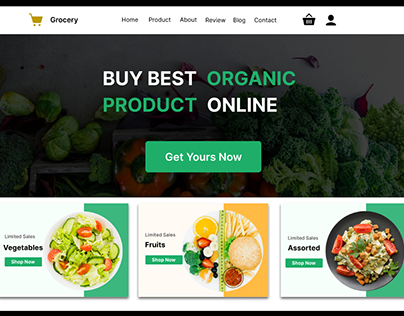 Grocery Home Product About Review Blog Contact
BUY BEST ORGANIC
PRODUCT ONLINE
Get Yours Now
Limited Sales
Vegetables
Shop Now
Limited Sales
Fruits
Shop Now
Limited Sales
Assorted
Shop Now